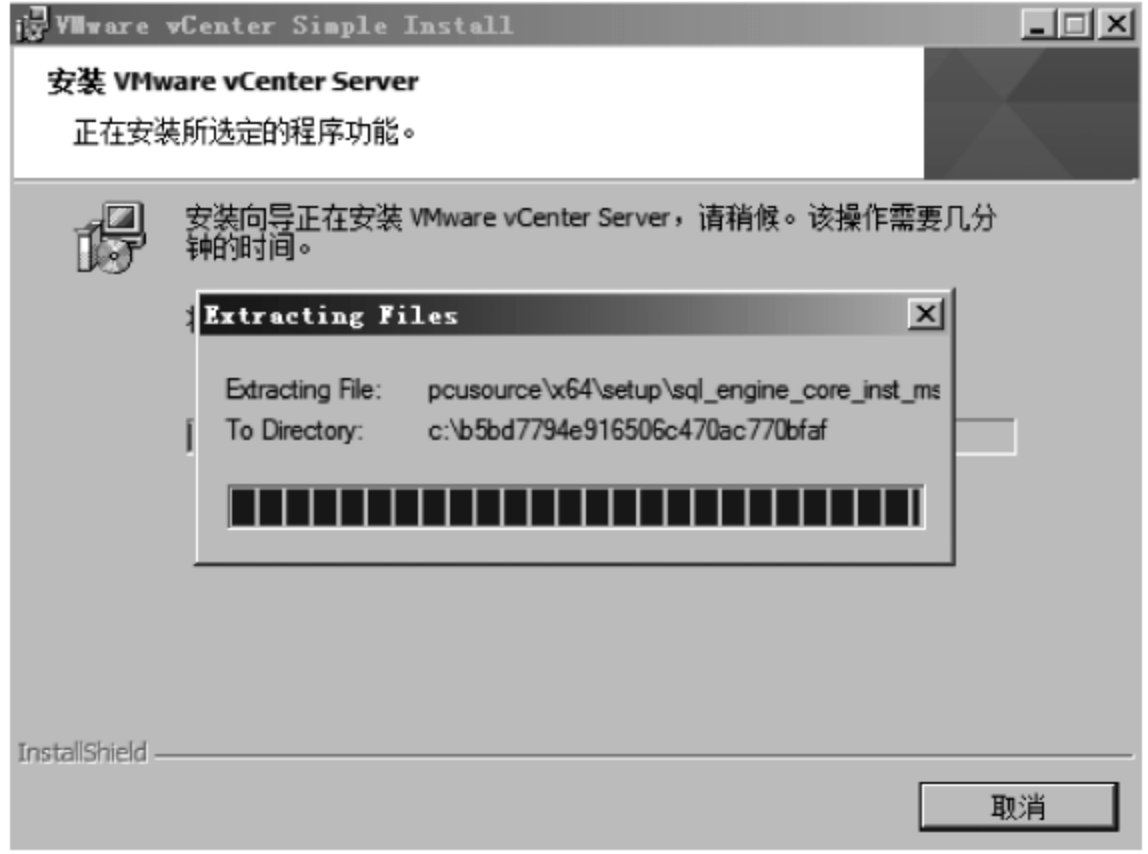 VMware vCenter Simple Install
安装 VMware vCenter Server
正在安装所选定的程序功能。
安装向导正在安装 VMware vCenter Server，请稍候。该操作需要几分
钟的时间。
Extracting Files
Extracting File: pcusource\x64\setup\sql_engine_core_inst_ms
To Directory: c:\b5bd7794e916506c470ac770bfaf
InstallShield
取消